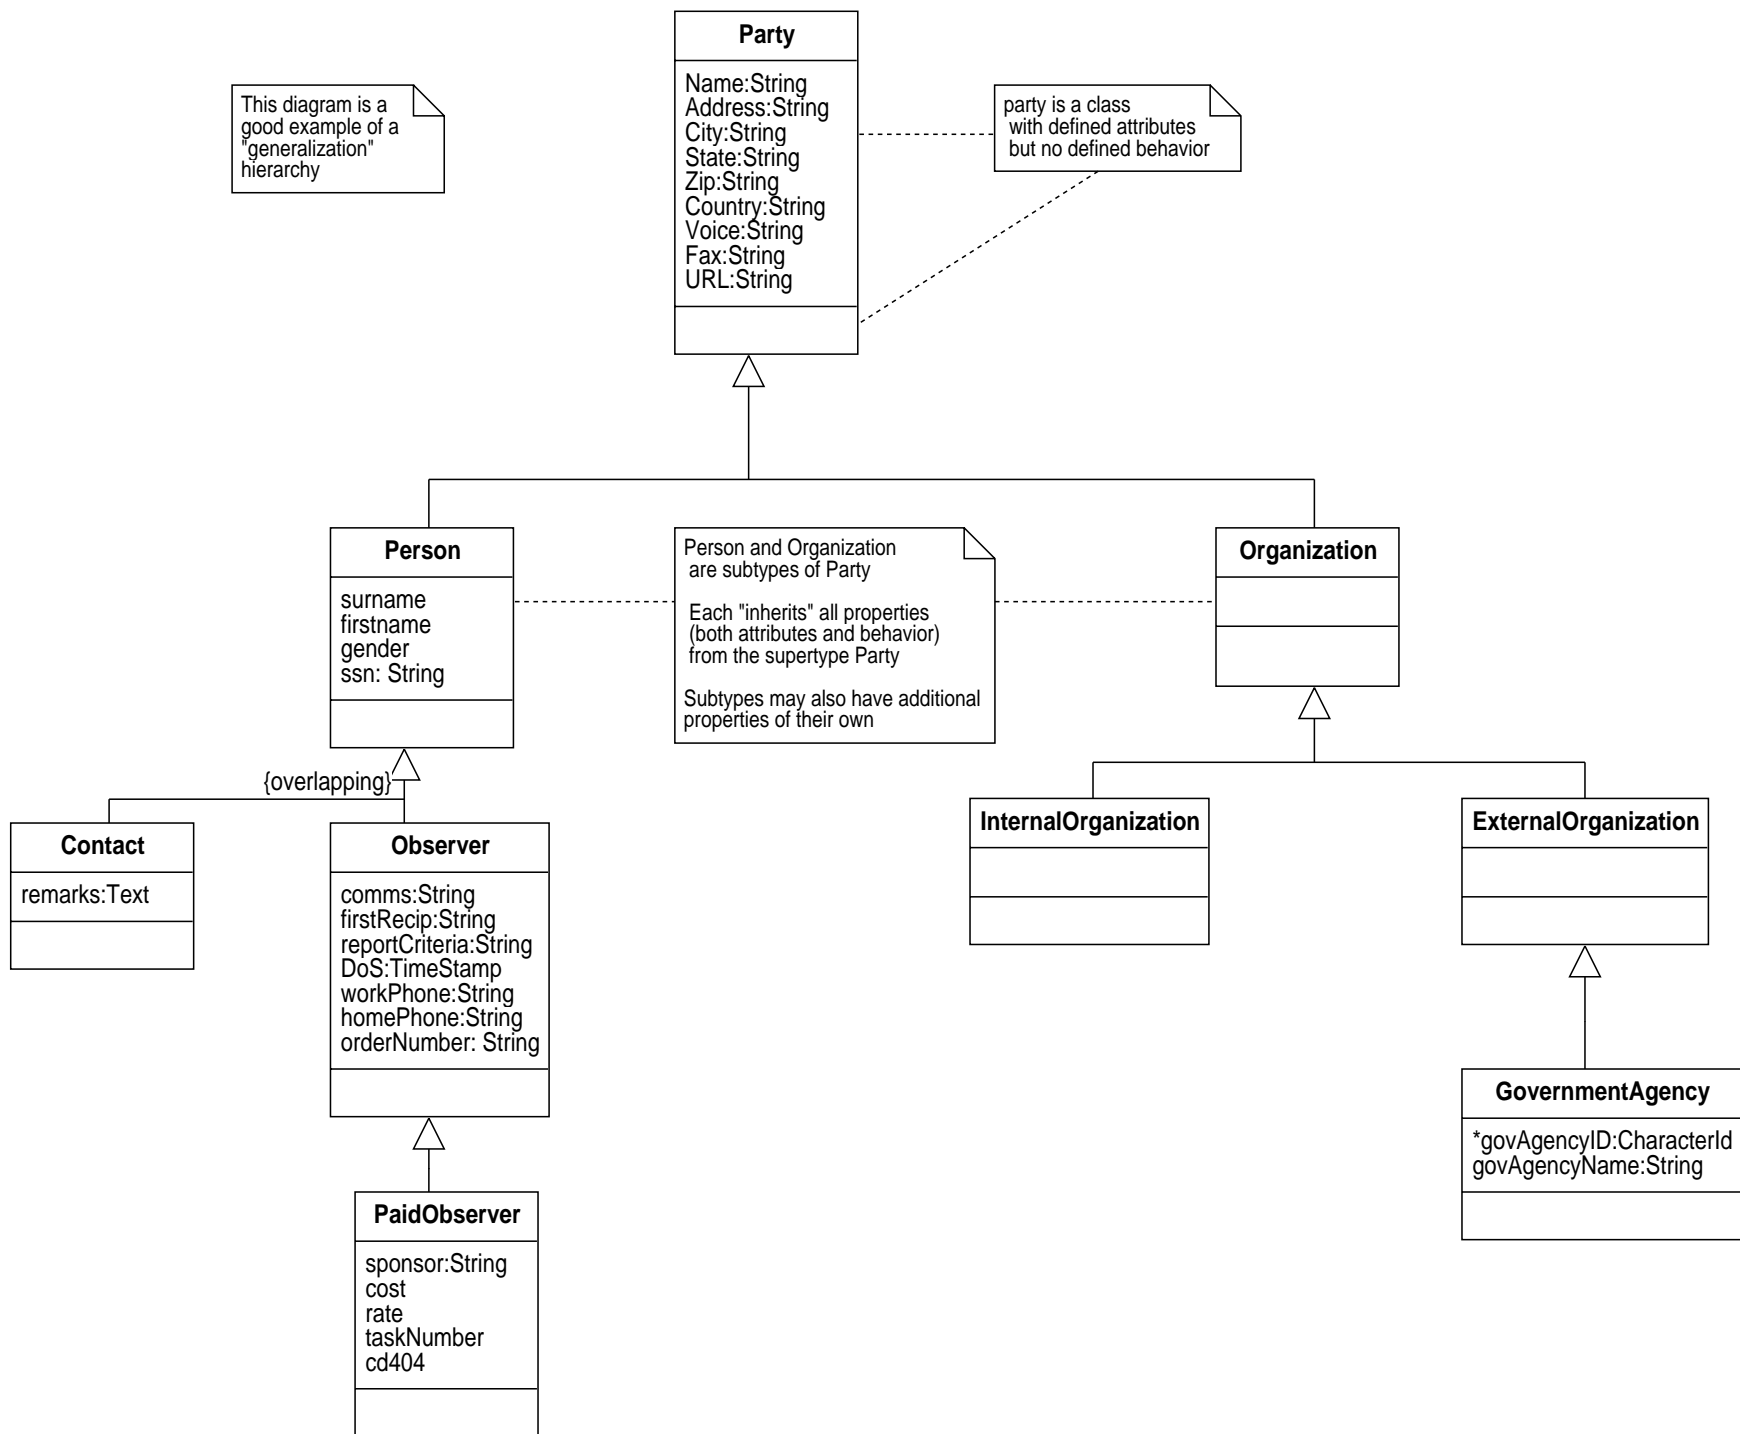 Party
Name:String
Address:String
City:String
State:String
Zip:String
Country:String
Voice:String
Fax:String
URL:String
This diagram is a
good example of a
"generalization"
hierarchy
party is a class
with defined attributes
but no defined behavior
Person
surname
firstname
gender
ssn: String
Person and Organization
are subtypes of Party
Each "inherits" all properties
(both attributes and behavior)
from the supertype Party
Subtypes may also have additional
properties of their own
Organization
{overlapping}
Contact
remarks:Text
Observer
comms:String
firstRecip:String
reportCriteria:String
DoS:TimeStamp
workPhone:String
homePhone:String
orderNumber: String
InternalOrganization
ExternalOrganization
GovernmentAgency
*govAgencyID:CharacterId
govAgencyName:String
PaidObserver
sponsor:String
cost
rate
taskNumber
cd404